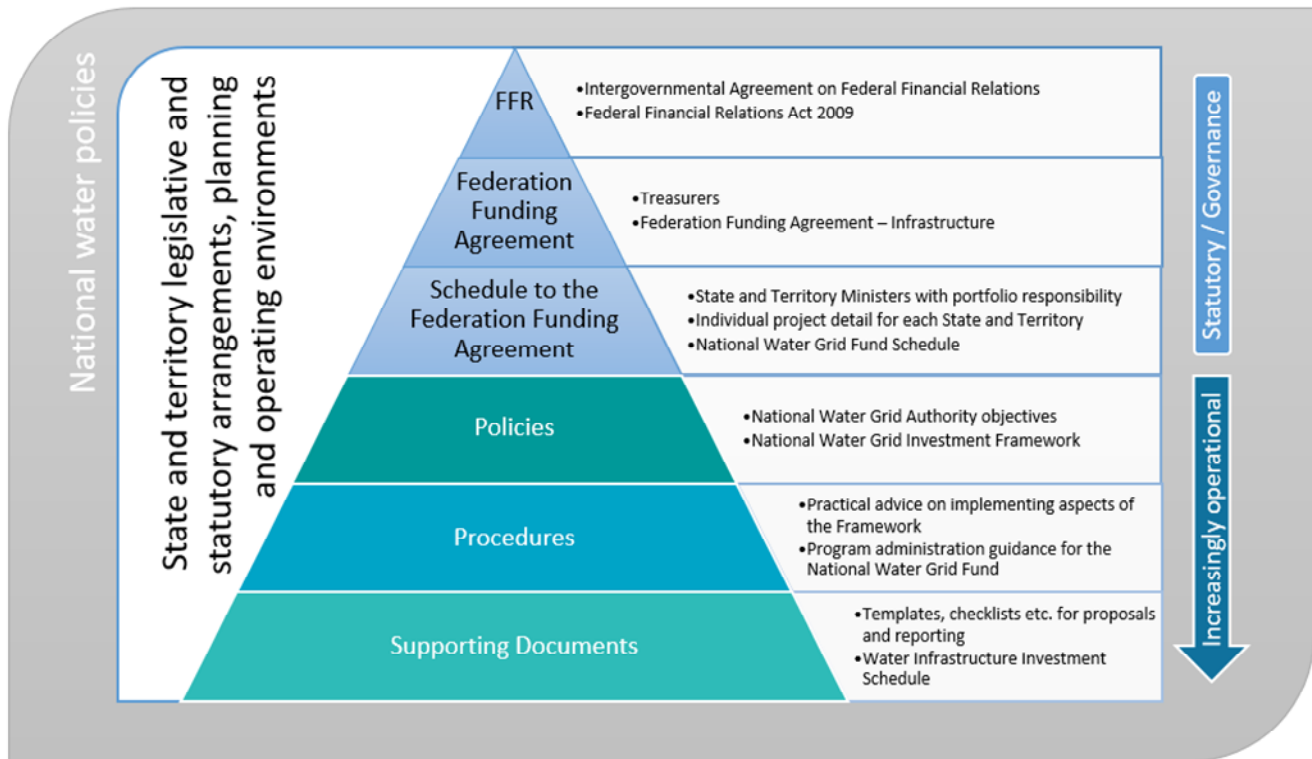 National water policies
State and territory legislative and
statutory arrangements, planning
and operating environments
FFR
•Intergovernmental Agreement on Federal Financial Relations
•Federal Financial Relations Act 2009
Federation
Funding
Agreement
•Treasurers
•Federation Funding Agreement – Infrastructure
Schedule to the
Federation Funding
Agreement
•State and Territory Ministers with portfolio responsibility
•Individual project detail for each State and Territory
•National Water Grid Fund Schedule
Policies
•National Water Grid Authority objectives
•National Water Grid Investment Framework
Procedures
•Practical advice on implementing aspects of
the Framework
•Program administration guidance for the
National Water Grid Fund
Supporting Documents
•Templates, checklists etc. for proposals
and reporting
•Water Infrastructure Investment
Schedule
Statutory / Governance
Increasingly operational